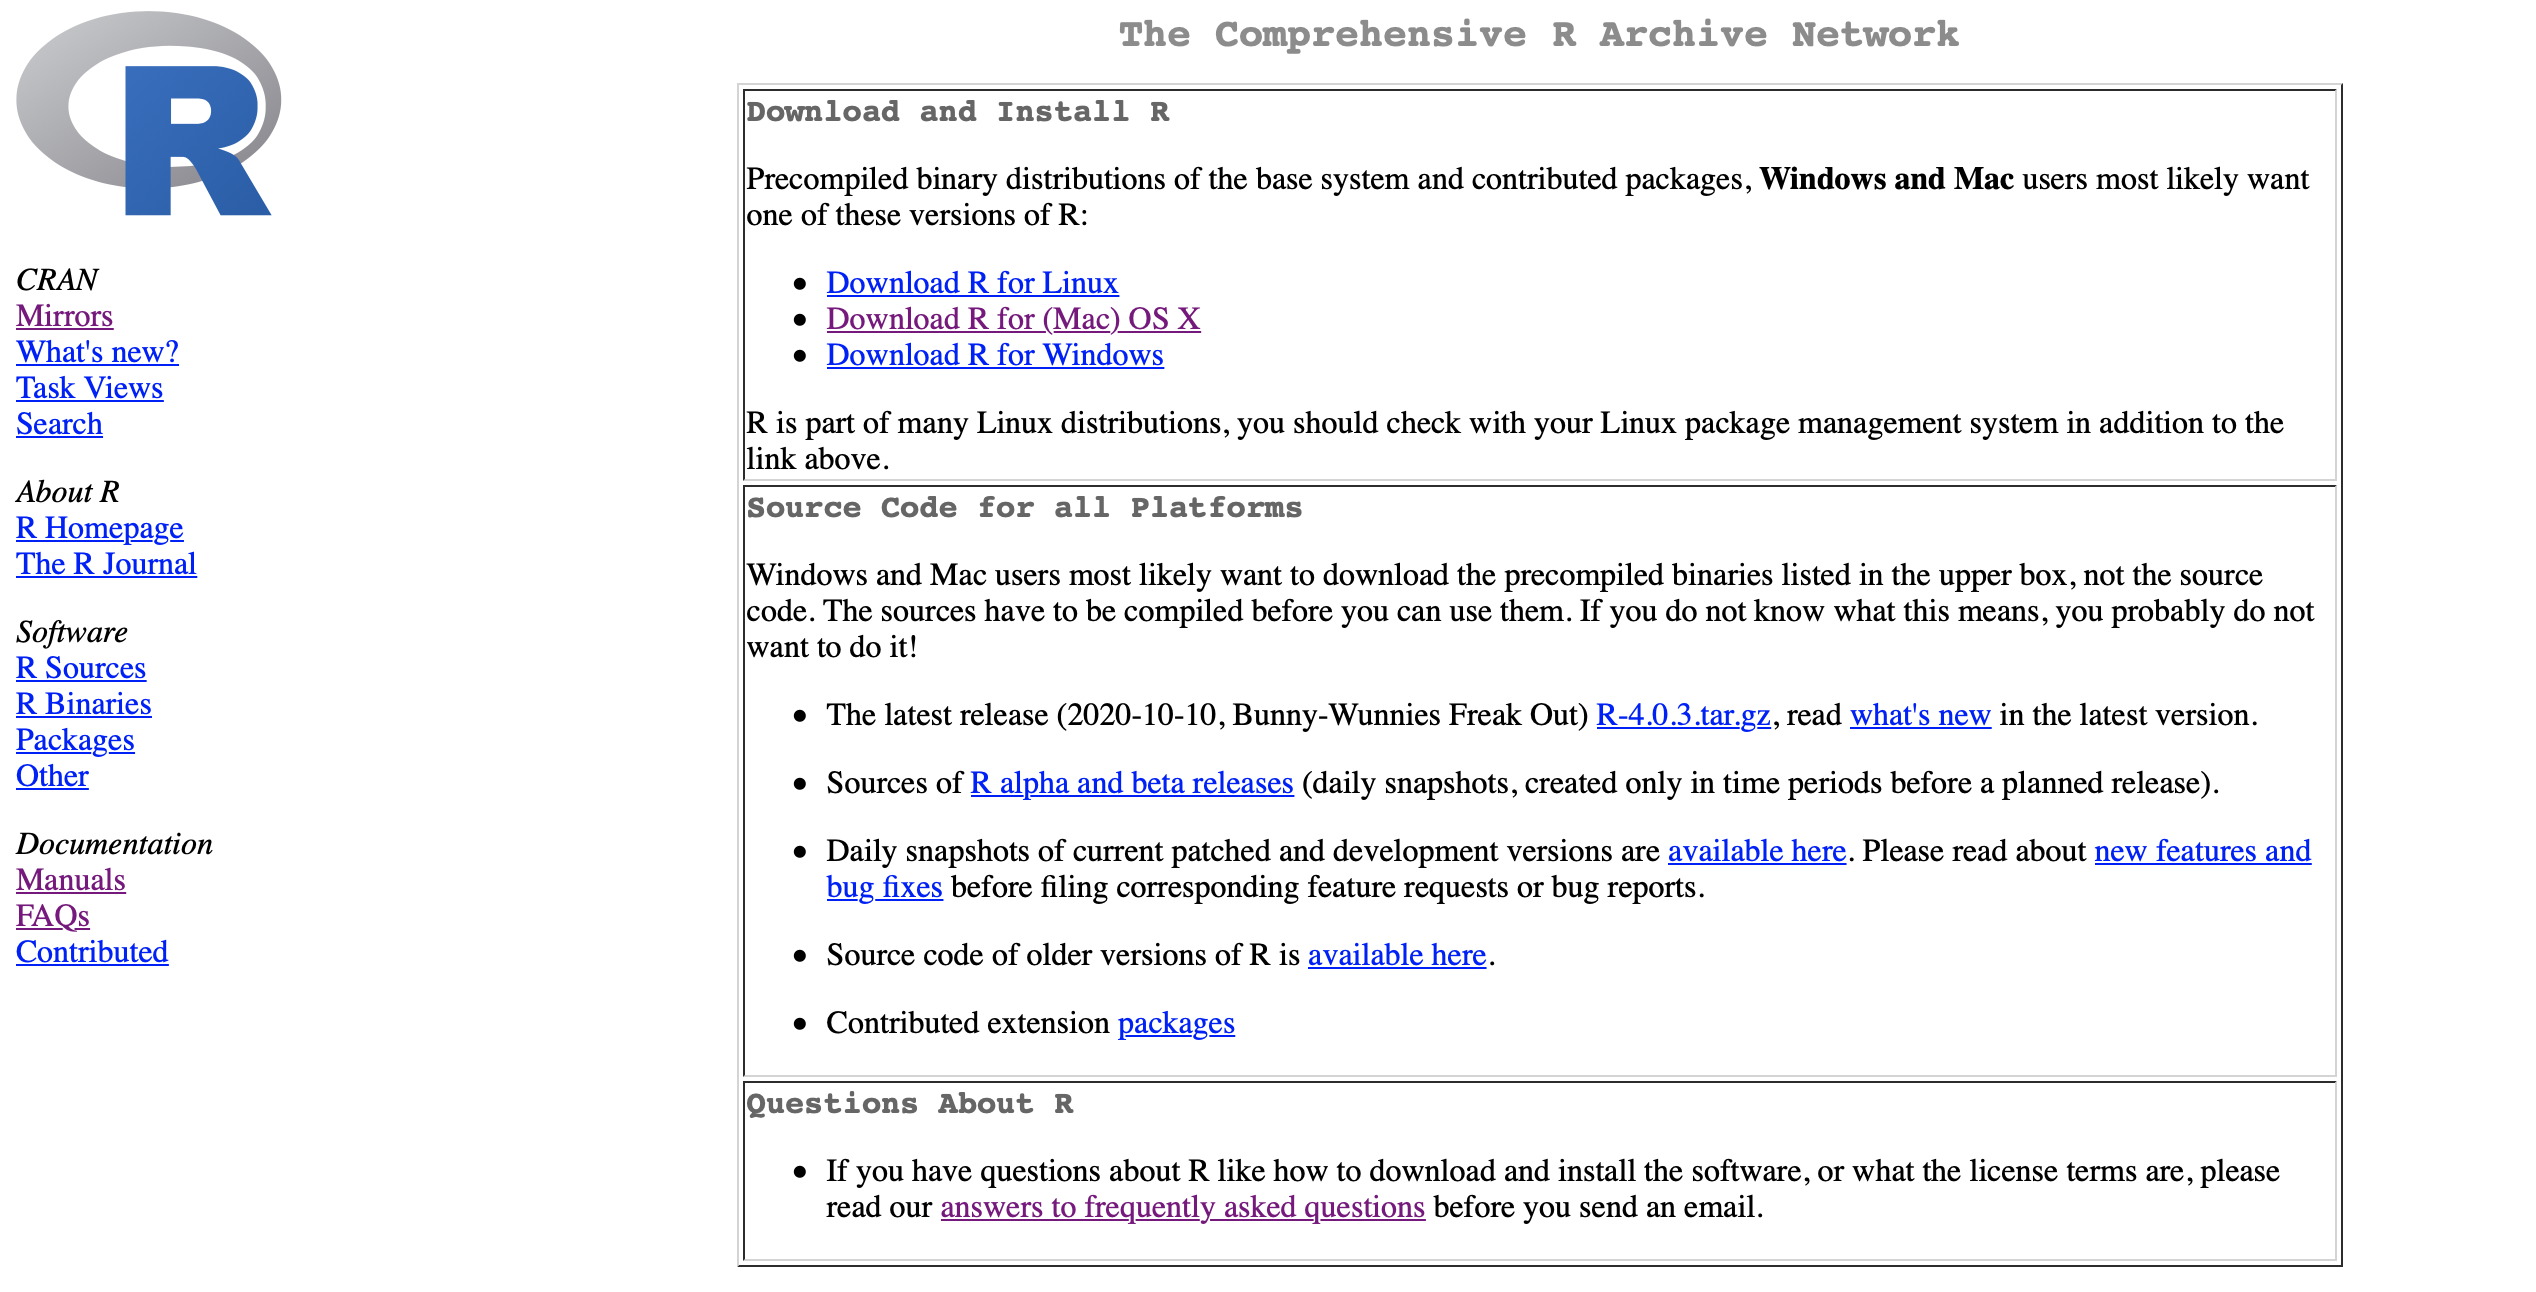 R
CRAN
Mirrors
What's new?
Task Views
Search
About R
R Homepage
The R Journal
Software
R Sources
R Binaries
Packages
Other
Documentation
Manuals
FAQs
Contributed
The Comprehensive R Archive Network
Download and Install R
Precompiled binary distributions of the base system and contributed packages, Windows and Mac users most likely want
one of these versions of R:
Download R for Linux
Download R for (Mac) OS X
Download R for Windows
R is part of many Linux distributions, you should check with your Linux package management system in addition to the
link above.
Source Code for all Platforms
Windows and Mac users most likely want to download the precompiled binaries listed in the upper box, not the source
code. The sources have to be compiled before you can use them. If you do not know what this means, you probably do not
want to do it!
The latest release (2020-10-10, Bunny-Wunnies Freak Out) R-4.0.3.tar.gz, read what's new in the latest version.
Sources of R alpha and beta releases (daily snapshots, created only in time periods before a planned release).
Daily snapshots of current patched and development versions are available here. Please read about new features and
bug fixes before filing corresponding feature requests or bug reports.
Source code of older versions of R is available here.
Contributed extension packages
Questions About R
If you have questions about R like how to download and install the software, or what the license terms are, please
read our answers to frequently asked questions before you send an email.